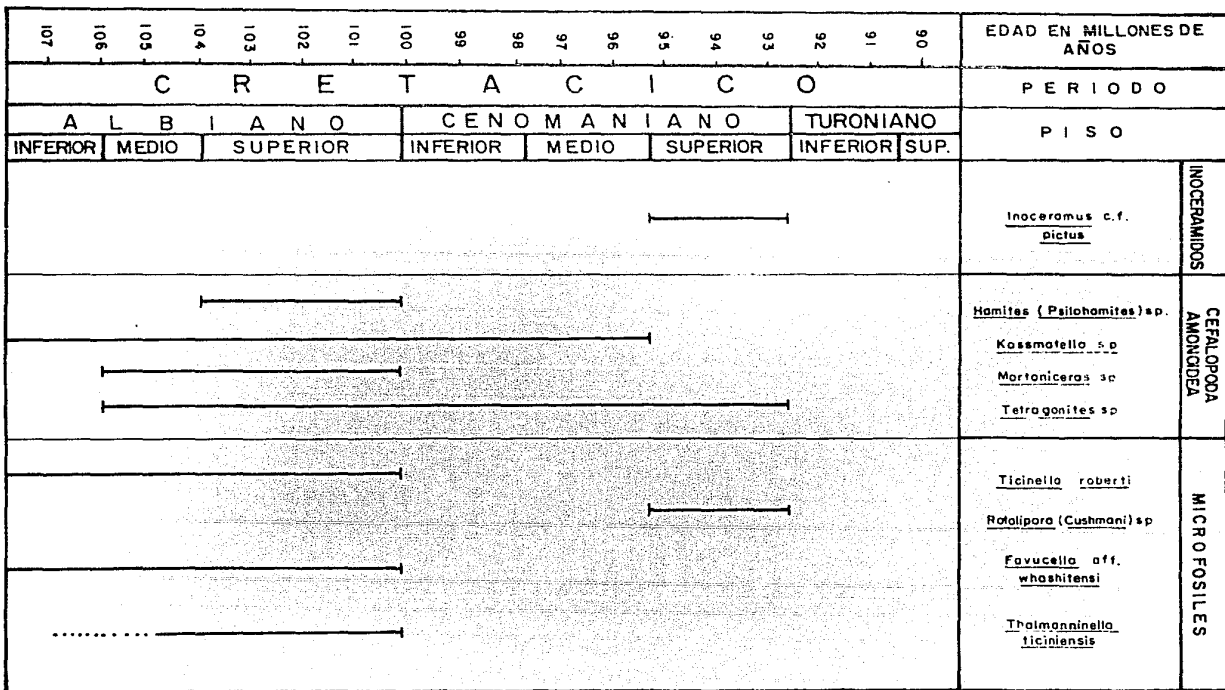 107 106 105 104 103 102 101 100 99 98 97 96 95 94 93 92 91 90
EDAD EN MILLONES DE
AÑOS
CRETACICO
PERIODO
ALBIANO CENOMANIANO TURONIANO
PISO
INFERIOR MEDIO SUPERIOR INFERIOR MEDIO SUPERIOR INFERIOR SUP.
INOCERAMIDOS
Inoceramus c.f.
pictus
CEFALOPODA
AMONOIDEA
Hamites (Psilohamites) sp.
Kossmatella sp
Mortoniceras sp
Tetragonites sp
MICROFOSILES
Ticinella roberti
Rotalipora (Cushmani) sp
Favucella aff.
whashitensi
Thalmanninella
ticiniensis